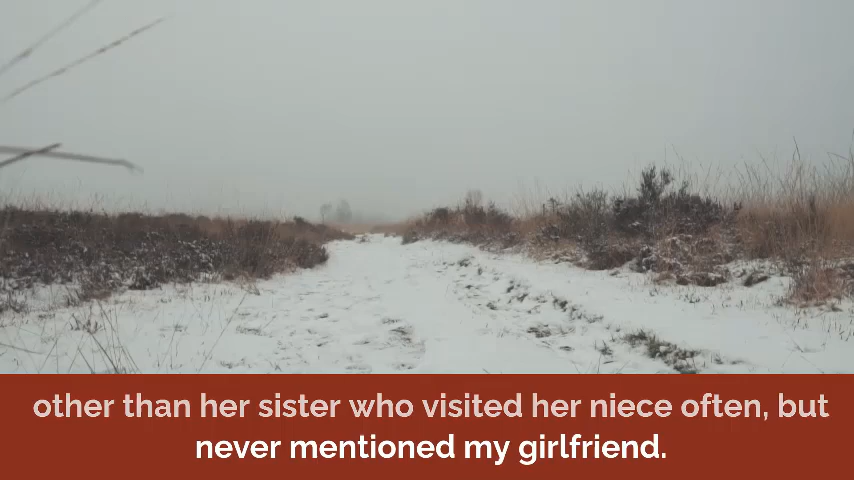 other than her sister who visited her niece often, but
never mentioned my girlfriend.